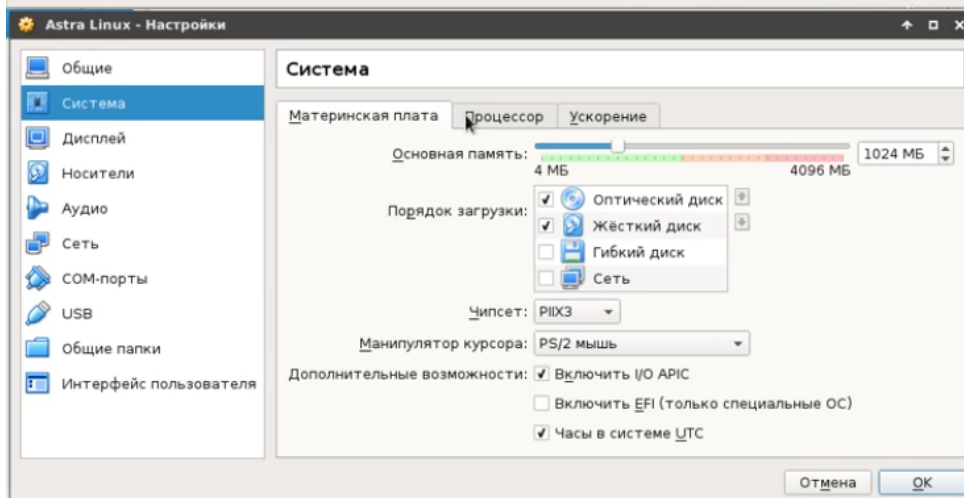 Astra Linux - Настройки
Общие
Система
Дисплей
Носители
Аудио
Сеть
COM-порты
USB
Общие папки
Интерфейс пользователя
Система
Материнская плата Процессор Ускорение
Основная память: 1024 МБ
4 МБ 4096 МБ
Порядок загрузки: Оптический диск
Жёсткий диск
Гибкий диск
Сеть
Чипсет: PIIX3
Манипулятор курсора: PS/2 мышь
Дополнительные возможности: Включить I/O APIC
Включить EFI (только специальные ОС)
Часы в системе UTC
Отмена OK